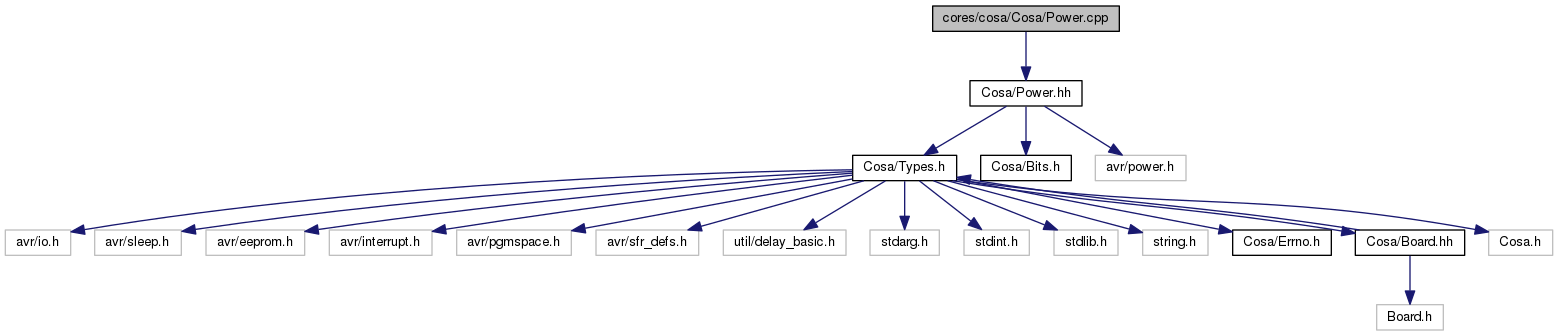 cores/cosa/Cosa/Power.cpp
Cosa/Power.hh
Cosa/Types.h
Cosa/Bits.h
avr/power.h
avr/io.h
avr/sleep.h
avr/eeprom.h
avr/interrupt.h
avr/pgmspace.h
avr/sfr_defs.h
util/delay_basic.h
stdarg.h
stdint.h
stdlib.h
string.h
Cosa/Errno.h
Cosa/Board.hh
Cosa.h
Board.h